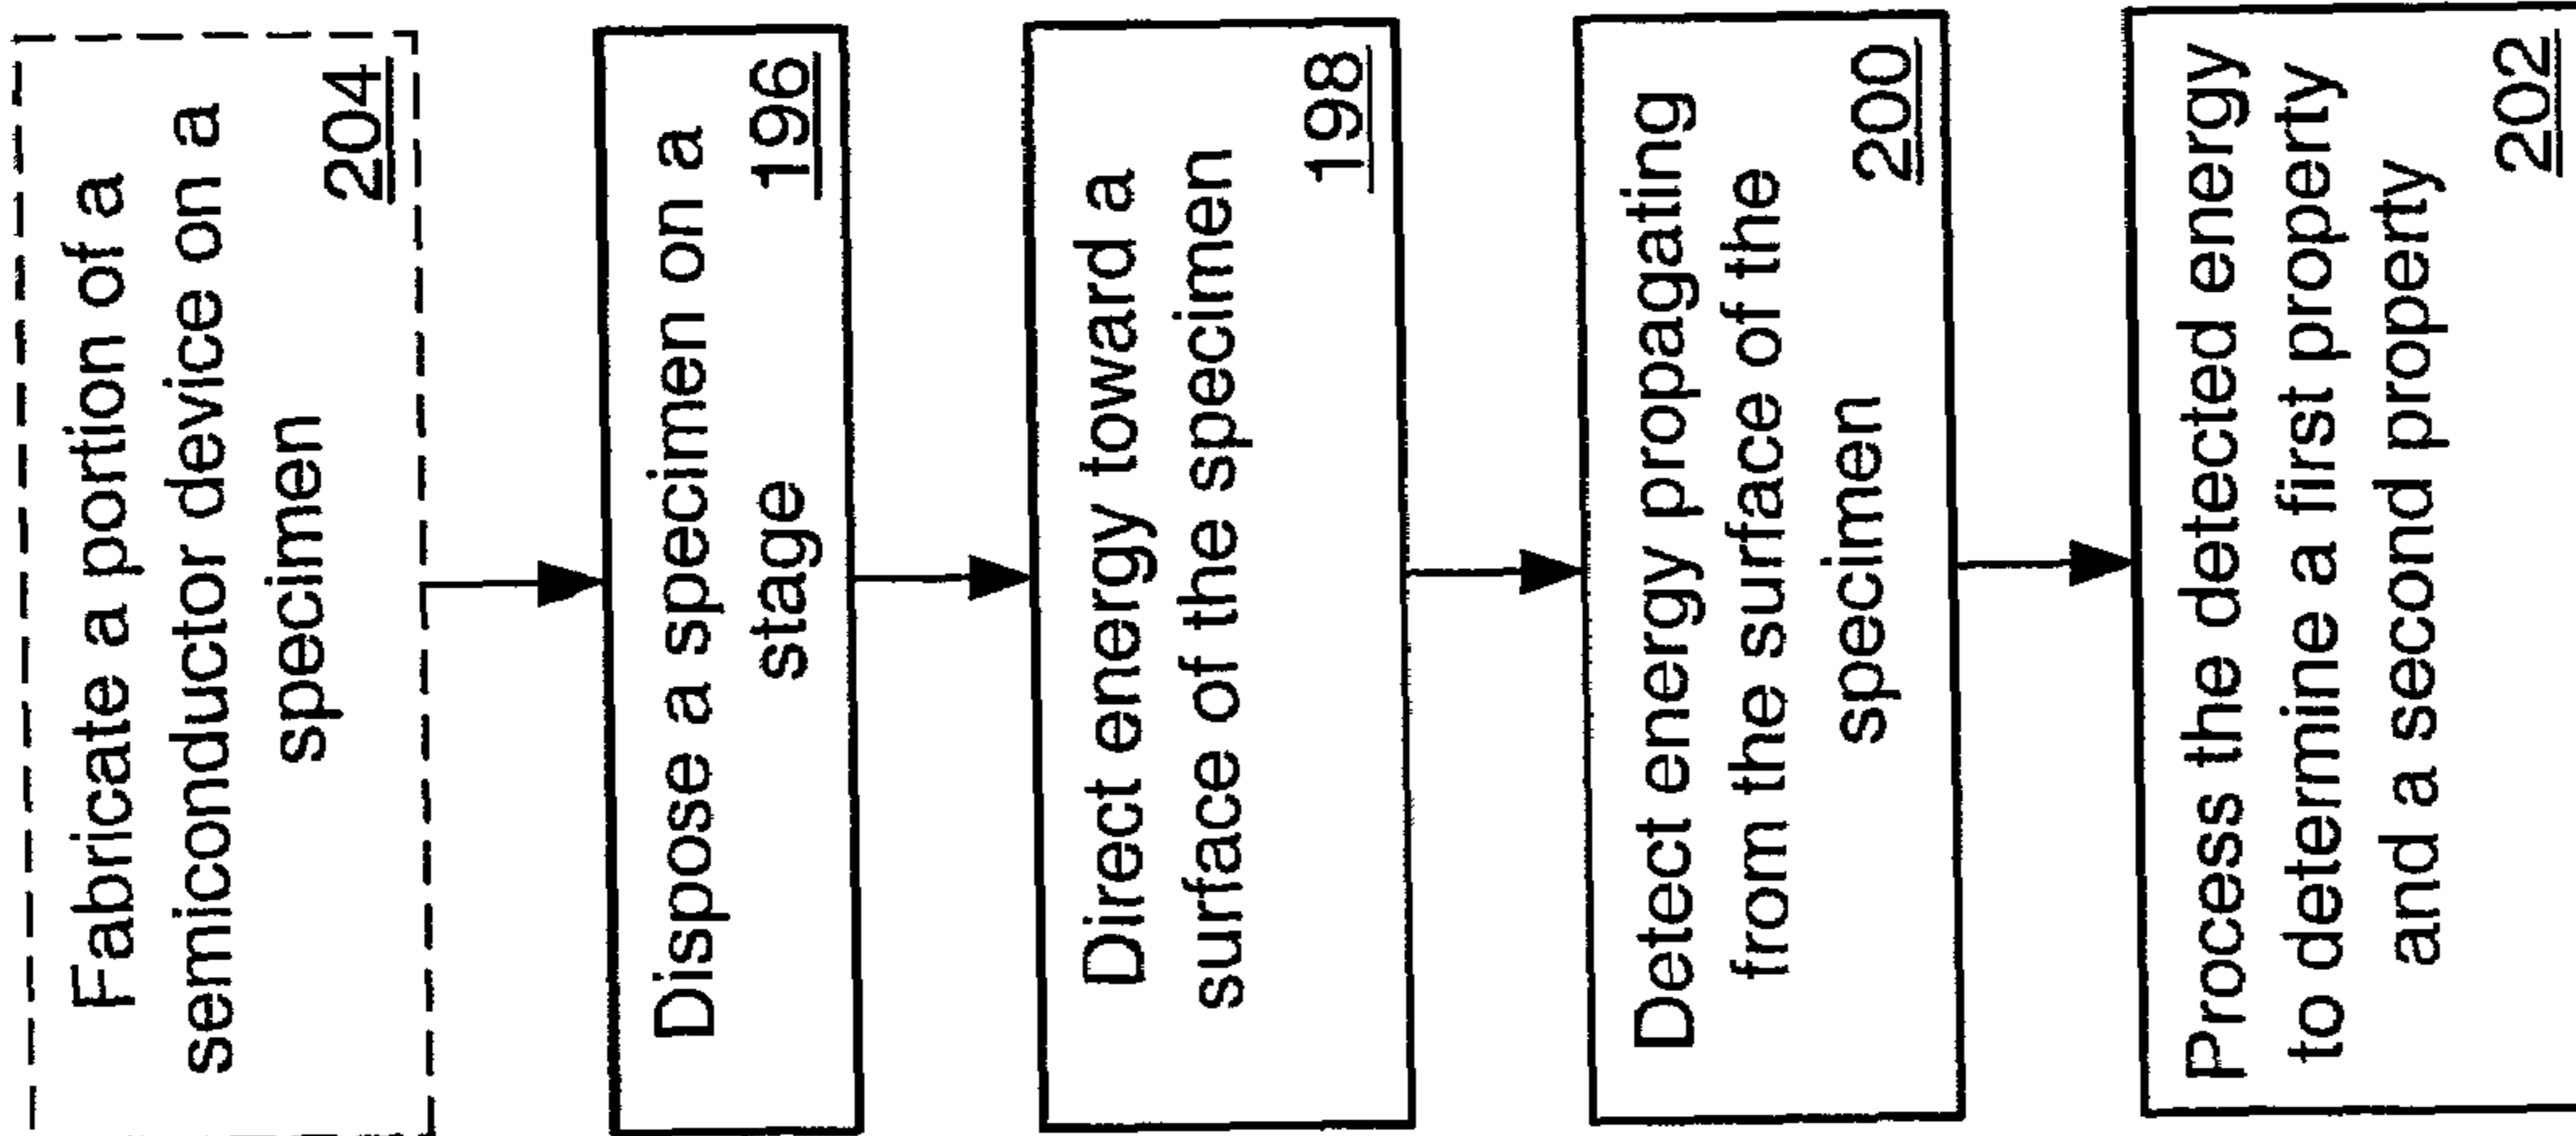 Fabricate a portion of a
semiconductor device on a
specimen
204
Dispose a specimen on a
stage
196
Direct energy toward a
surface of the specimen
198
Detect energy propagating
from the surface of the
specimen
200
Process the detected energy
to determine a first property
and a second property
202